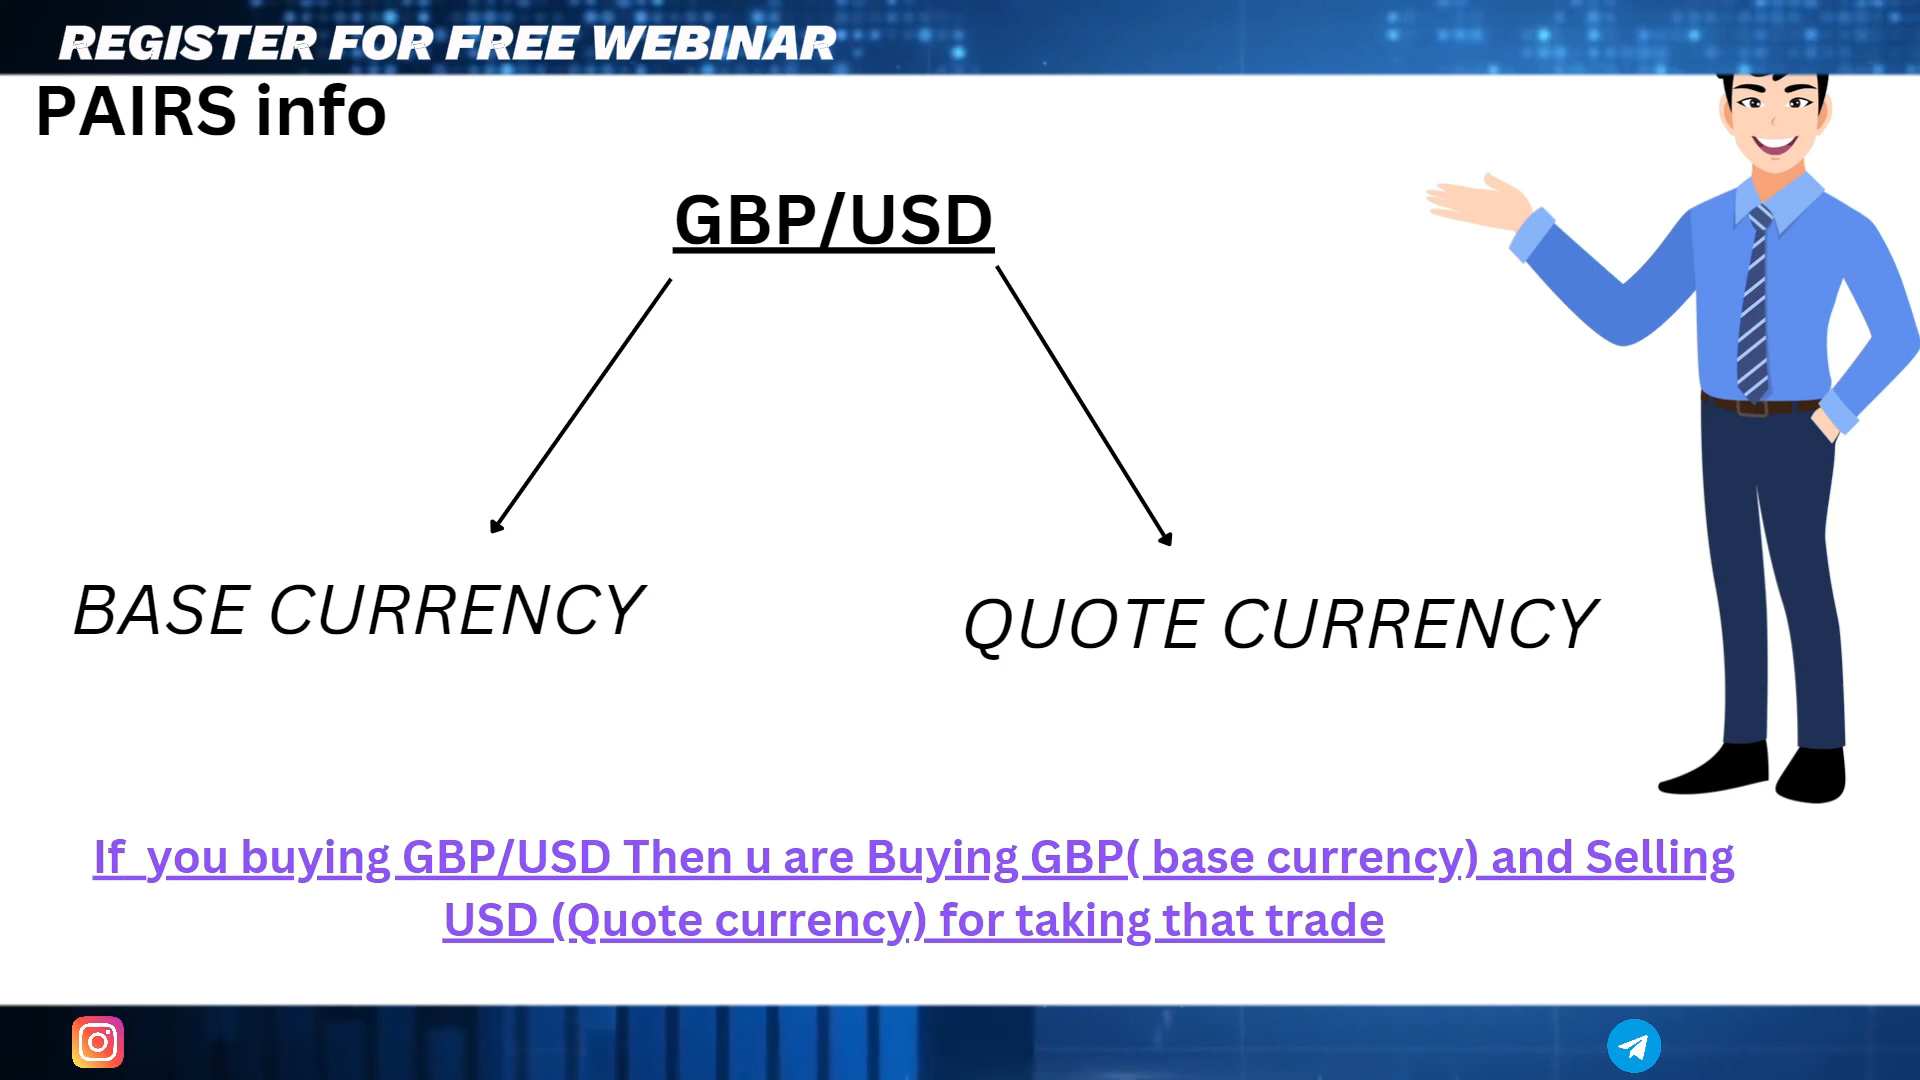 REGISTER FOR FREE WEBINAR
PAIRS info
GBP/USD
BASE CURRENCY
QUOTE CURRENCY
If  you buying GBP/USD Then u are Buying GBP( base currency) and Selling
USD (Quote currency) for taking that trade